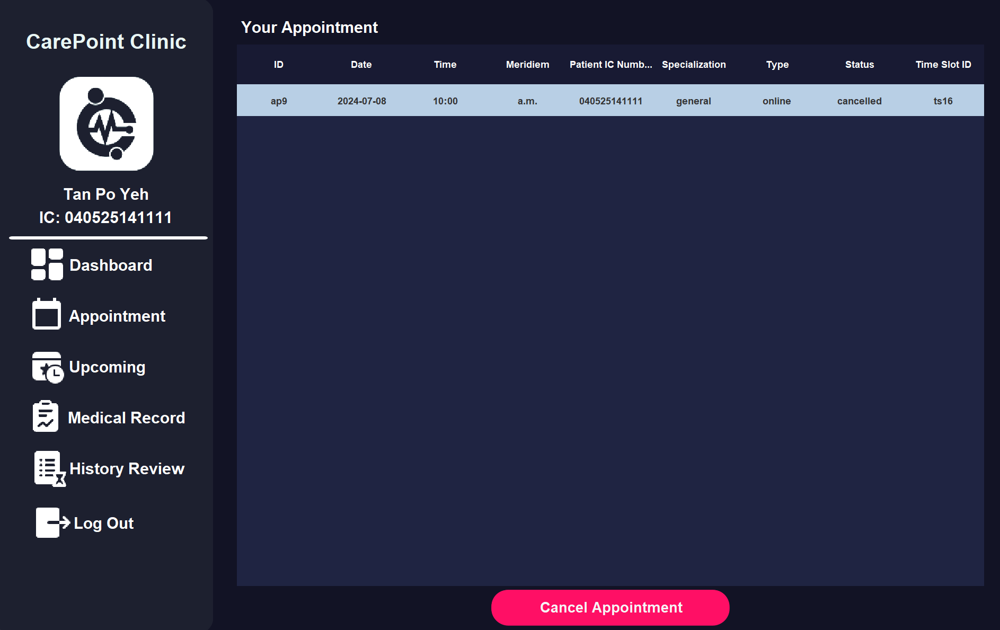 CarePoint Clinic
Tan Po Yeh
IC: 040525141111
Dashboard
Appointment
Upcoming
Medical Record
History Review
Log Out
Your Appointment
ID Date Time Meridiem Patient IC Numb... Specialization Type Status Time Slot ID
ap9 2024-07-08 10:00 a.m. 040525141111 general online cancelled ts16
Cancel Appointment